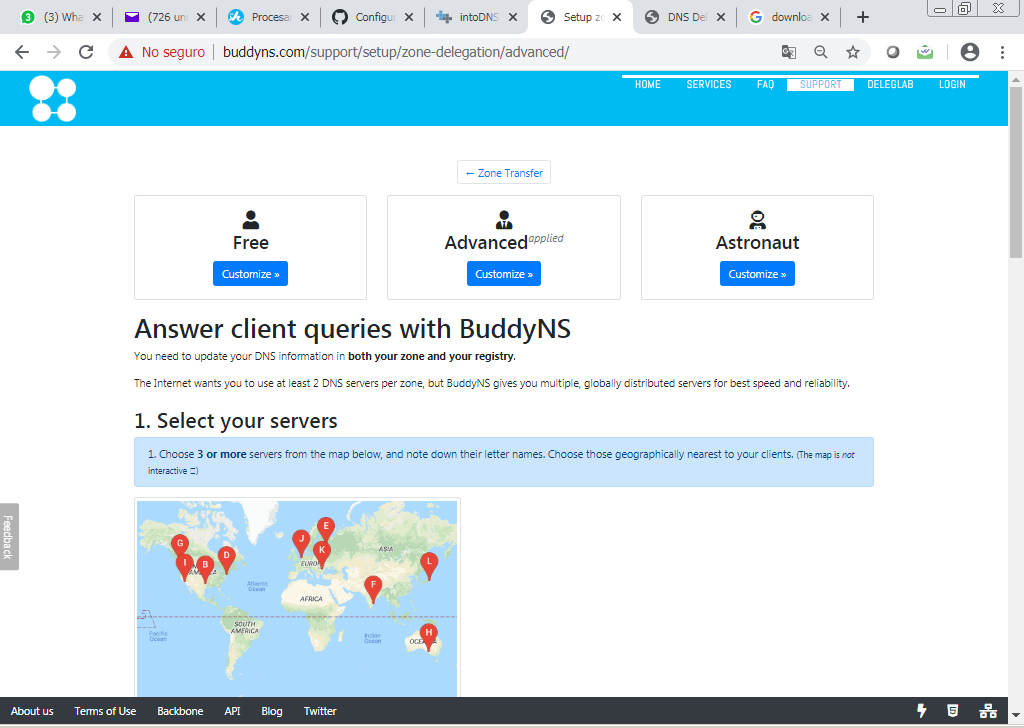 (3) Wha
(726 un
Procesa
Configu
intoDNS
Setup zo
DNS De
downloa
No seguro
buddyns.com/support/setup/zone-delegation/advanced/
HOME
SERVICES
FAQ
SUPPORT
DELEGLAB
LOGIN
← Zone Transfer
Free
Customize »
Advanced applied
Customize »
Astronaut
Customize »
Answer client queries with BuddyNS
You need to update your DNS information in both your zone and your registry.
The Internet wants you to use at least 2 DNS servers per zone, but BuddyNS gives you multiple, globally distributed servers for best speed and reliability.
1. Select your servers
1. Choose 3 or more servers from the map below, and note down their letter names. Choose those geographically nearest to your clients. (The map is not
interactive )
E
J
G
K
D
I
B
L
F
H
ASIA
EUROPE
Atlantic
Ocean
AFRICA
SOUTH
AMERICA
Pacific
Ocean
Indian
Ocean
Feedback
About us
Terms of Use
Backbone
API
Blog
Twitter